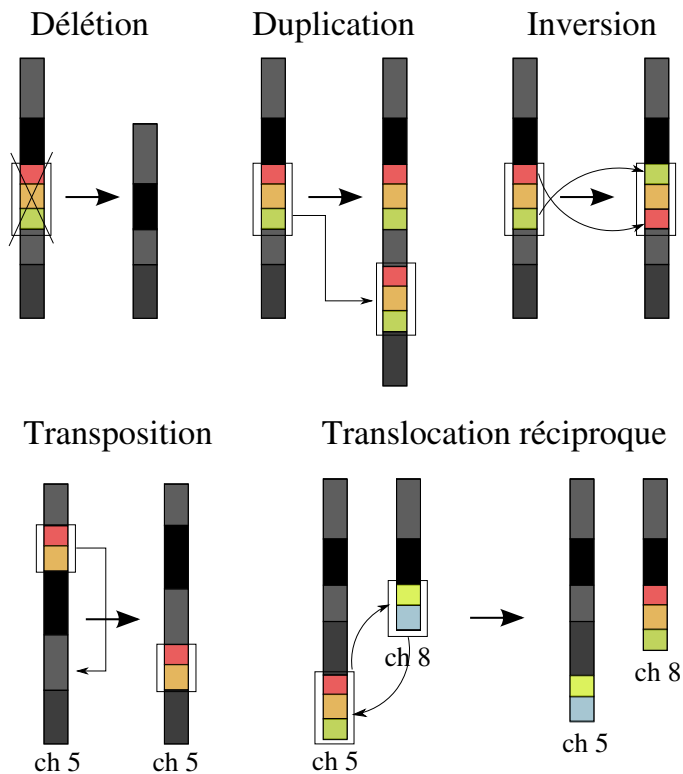 Délétion
Duplication
Inversion
Transposition
Translocation réciproque
ch 8
ch 8
ch 5
ch 5
ch 5
ch 5